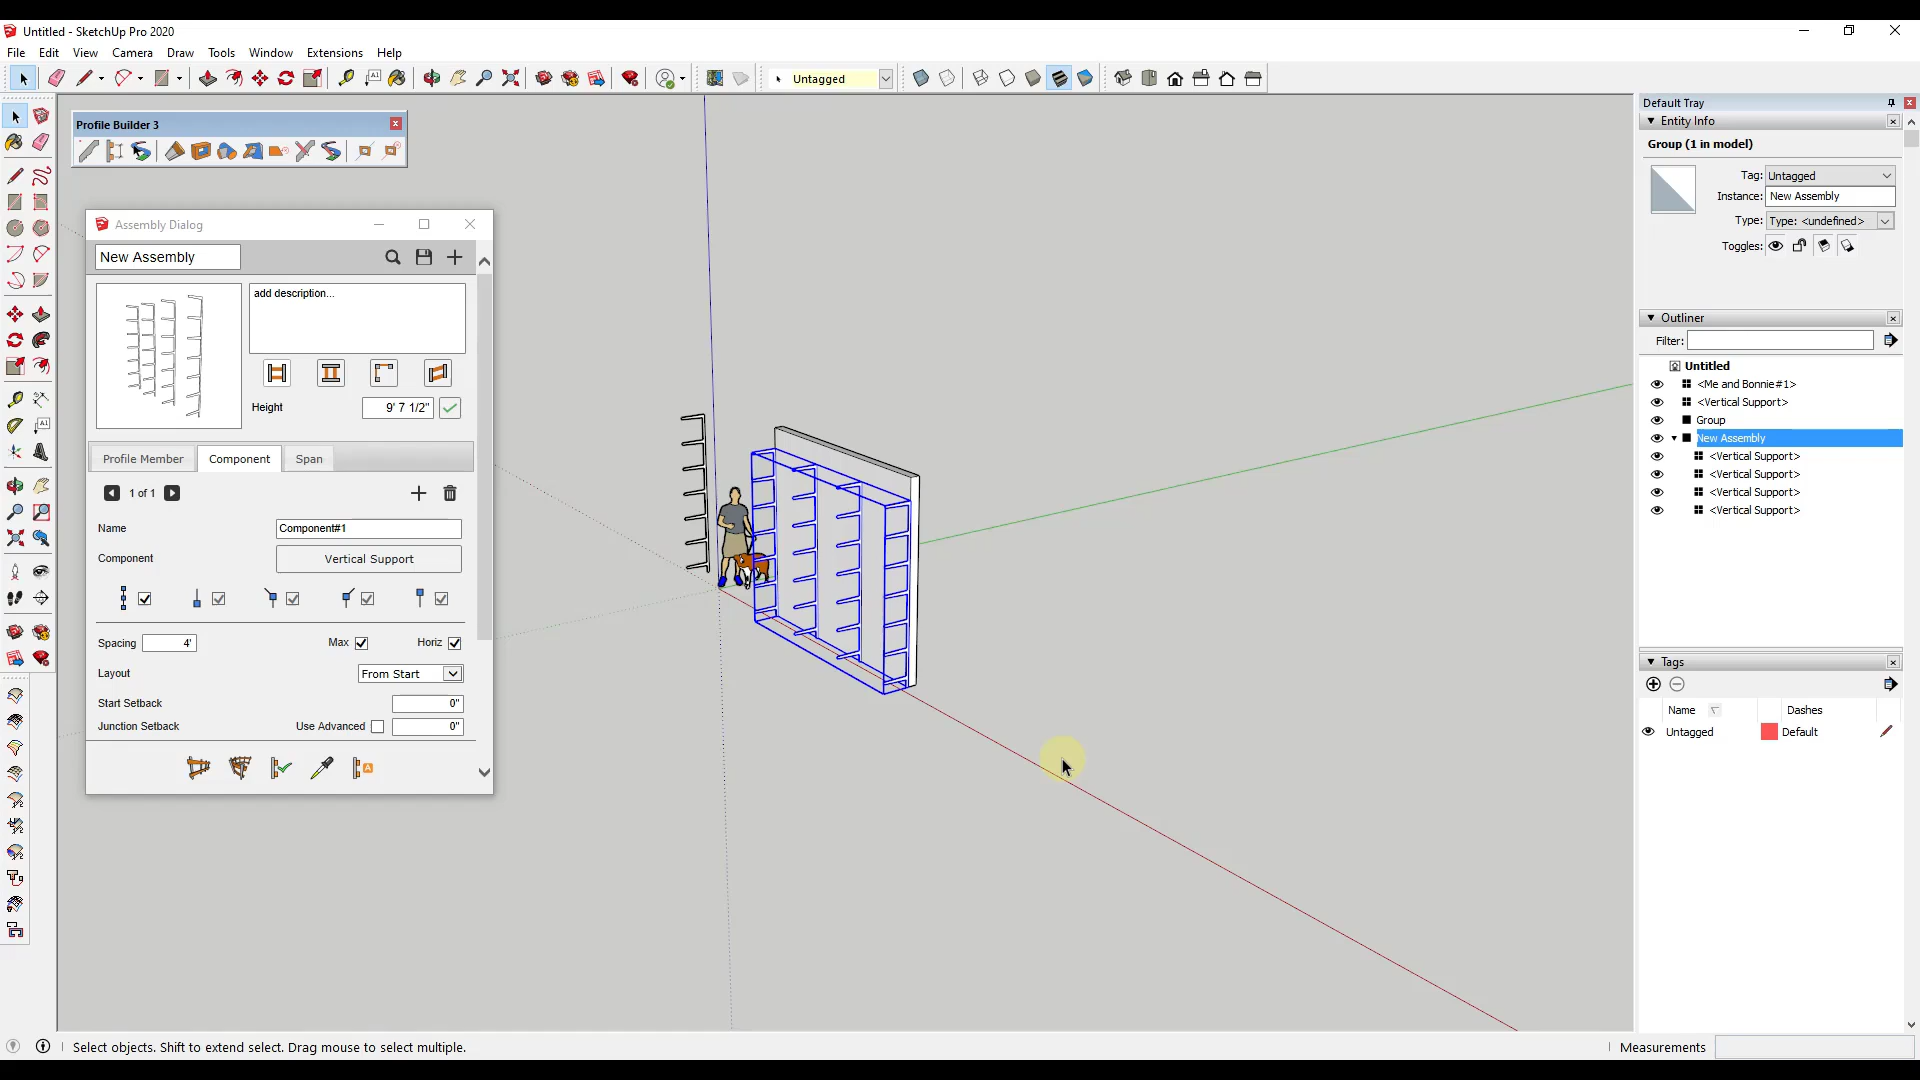 Untitled - SketchUp Pro 2020
File Edit View Camera Draw Tools Window Extensions Help
Untagged
Profile Builder 3
Assembly Dialog
New Assembly
add description...
Height 9' 7 1/2"
Profile Member Component Span
1 of 1
Name Component#1
Component Vertical Support
Spacing 4' Max Horiz
Layout From Start
Start Setback 0"
Junction Setback Use Advanced 0"
Default Tray
Entity Info
Group (1 in model)
Tag: Untagged
Instance: New Assembly
Type: Type: <undefined>
Toggles:
Outliner
Filter:
Untitled
<Me and Bonnie#1>
<Vertical Support>
Group
New Assembly
<Vertical Support>
<Vertical Support>
<Vertical Support>
<Vertical Support>
Tags
Name Dashes
Untagged Default
Select objects. Shift to extend select. Drag mouse to select multiple.
Measurements